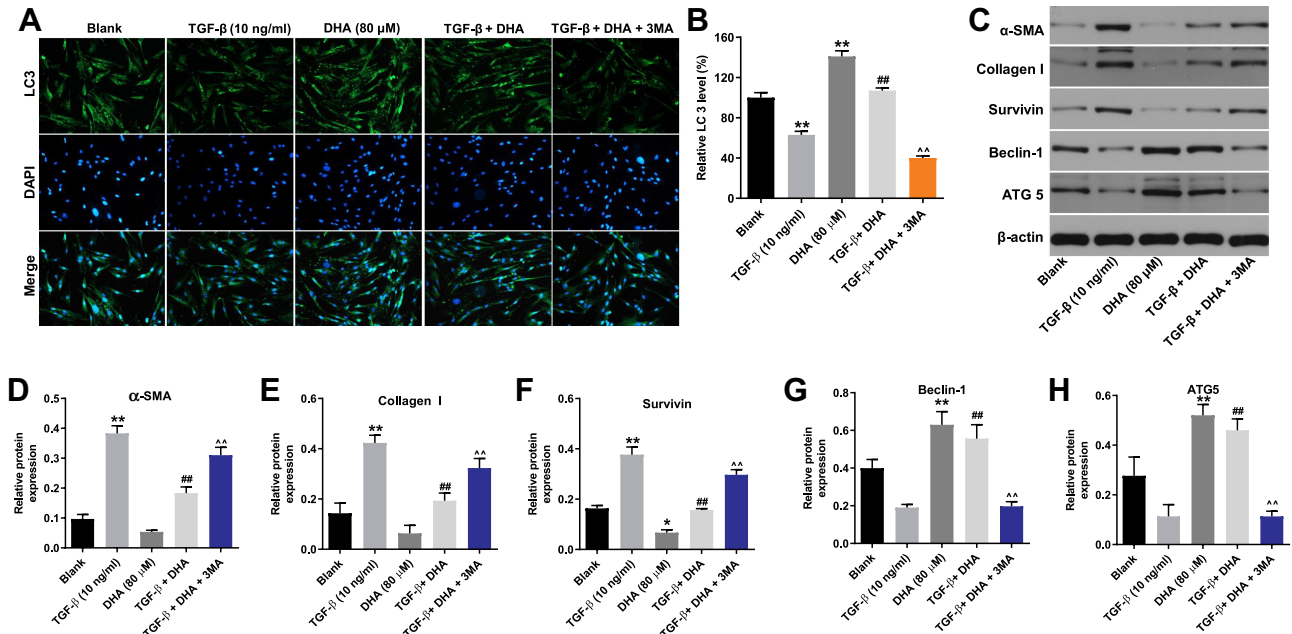 A
Blank
TGF-β (10 ng/ml)
DHA (80 μM)
TGF-β + DHA
TGF-β + DHA + 3MA
LC3
DAPI
Merge
B
Relative LC 3 level (%)
160
120
80
40
0
**
**
##
^^
Blank
TGF-β (10 ng/ml)
DHA (80 μM)
TGF-β+ DHA
TGF-β+ DHA + 3MA
C
α-SMA
Collagen I
Survivin
Beclin-1
ATG 5
β-actin
Blank
TGF-β (10 ng/ml)
DHA (80 μM)
TGF-β + DHA
TGF-β + DHA + 3MA
D
α-SMA
Relative protein
expression
0.5
0.4
0.3
0.2
0.1
0.0
**
##
^^
Blank
TGF-β (10 ng/ml)
DHA (80 μM)
TGF-β + DHA
TGF-β + DHA + 3MA
E
Collagen I
Relative protein
expression
0.6
0.4
0.2
0.0
**
##
^^
Blank
TGF-β (10 ng/ml)
DHA (80 μM)
TGF-β+ DHA
TGF-β+ DHA + 3MA
F
Survivin
Relative protein
expression
0.6
0.4
0.2
0.0
**
*
##
^^
Blank
TGF-β (10 ng/ml)
DHA (80 μM)
TGF-β+ DHA
TGF-β+ DHA + 3MA
G
Beclin-1
Relative protein
expression
0.8
0.6
0.4
0.2
0.0
**
##
^^
Blank
TGF-β (10 ng/ml)
DHA (80 μM)
TGF-β+ DHA
TGF-β+ DHA + 3MA
H
ATG5
Relative protein
expression
0.6
0.4
0.2
0.0
**
##
^^
Blank
TGF-β (10 ng/ml)
DHA (80 μM)
TGF-β+ DHA
TGF-β+ DHA + 3MA